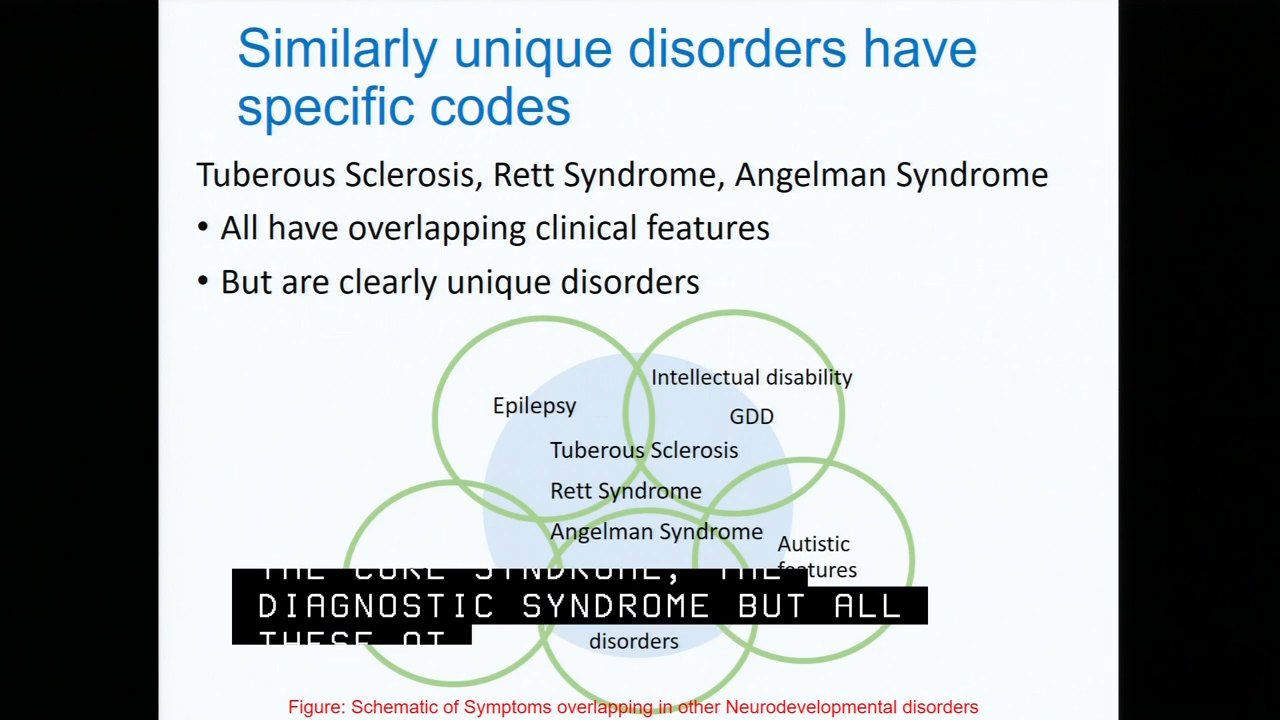 Similarly unique disorders have
specific codes
Tuberous Sclerosis, Rett Syndrome, Angelman Syndrome
• All have overlapping clinical features
• But are clearly unique disorders
Intellectual disability
Epilepsy
GDD
Tuberous Sclerosis
Rett Syndrome
Angelman Syndrome
Autistic
features
THE CORE SYNDROME, THE
DIAGNOSTIC SYNDROME BUT ALL
THESE
disorders
Figure: Schematic of Symptoms overlapping in other Neurodevelopmental disorders